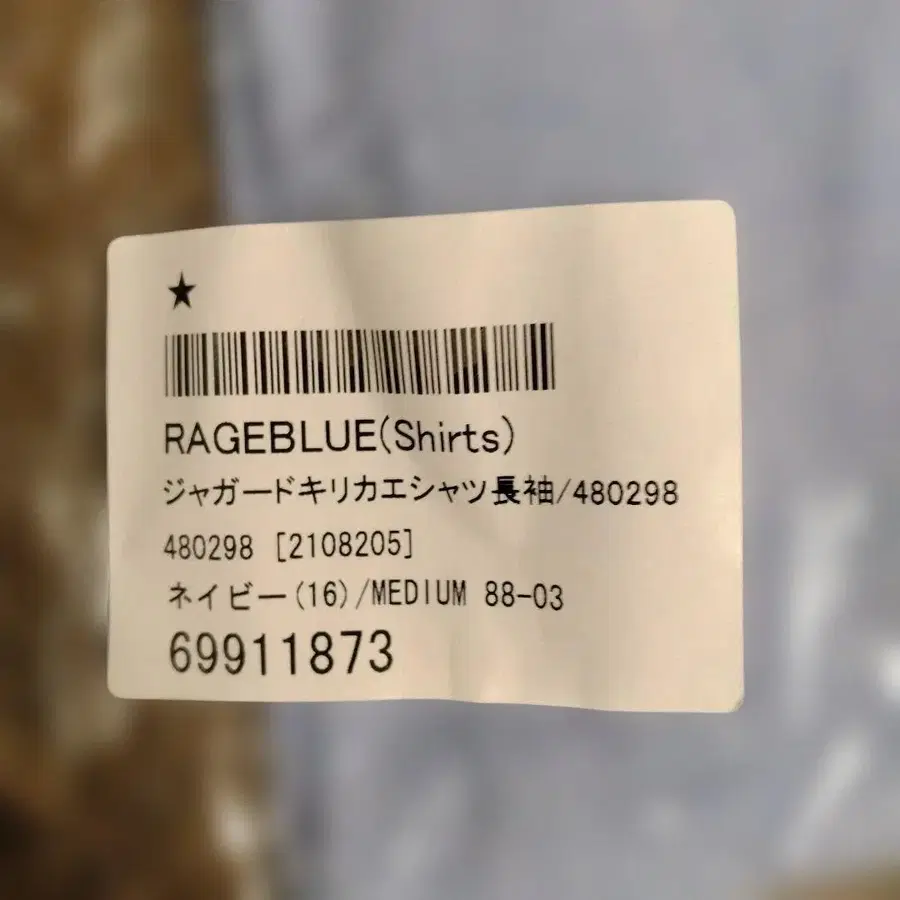 ★
RAGEBLUE(Shirts)
ジャガードキリカエシャツ長袖/480298
480298 [2108205]
ネイビー(16)/MEDIUM 88-03
69911873